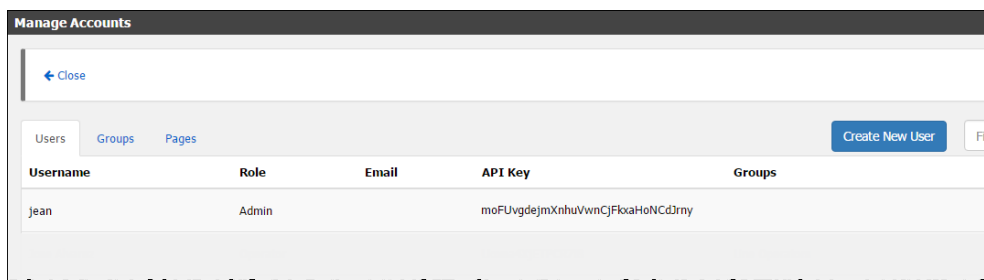 Manage Accounts
← Close
Users Groups Pages Create New User
Username Role Email API Key Groups
jean Admin moFUvgdejmXnhuVwnCjFkxaHoNCdJrny